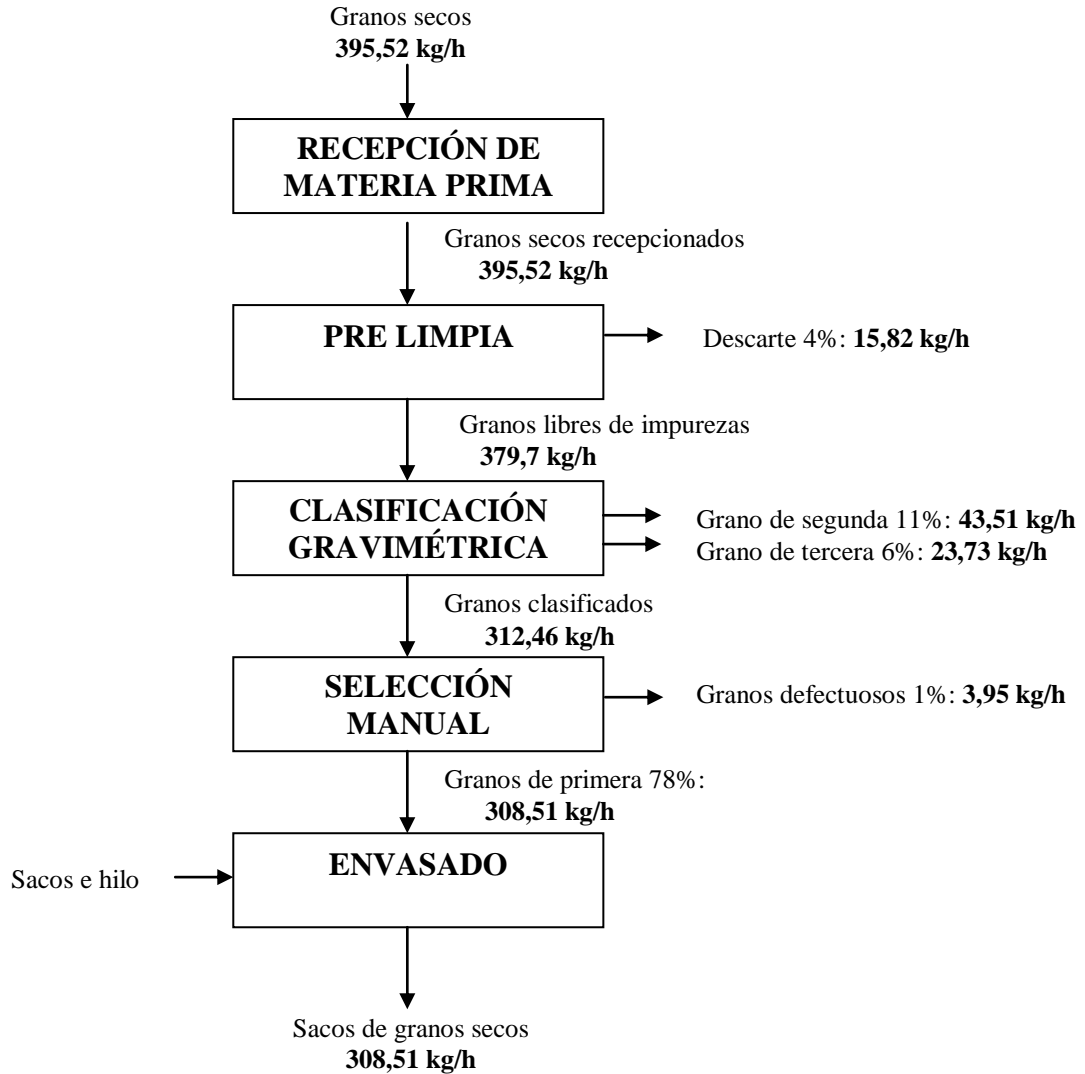 Granos secos
395,52 kg/h
RECEPCIÓN DE
MATERIA PRIMA
Granos secos recepcionados
395,52 kg/h
PRE LIMPIA
Descarte 4%: 15,82 kg/h
Granos libres de impurezas
379,7 kg/h
CLASIFICACIÓN
GRAVIMÉTRICA
Grano de segunda 11%: 43,51 kg/h
Grano de tercera 6%: 23,73 kg/h
Granos clasificados
312,46 kg/h
SELECCIÓN
MANUAL
Granos defectuosos 1%: 3,95 kg/h
Granos de primera 78%:
308,51 kg/h
ENVASADO
Sacos e hilo
Sacos de granos secos
308,51 kg/h